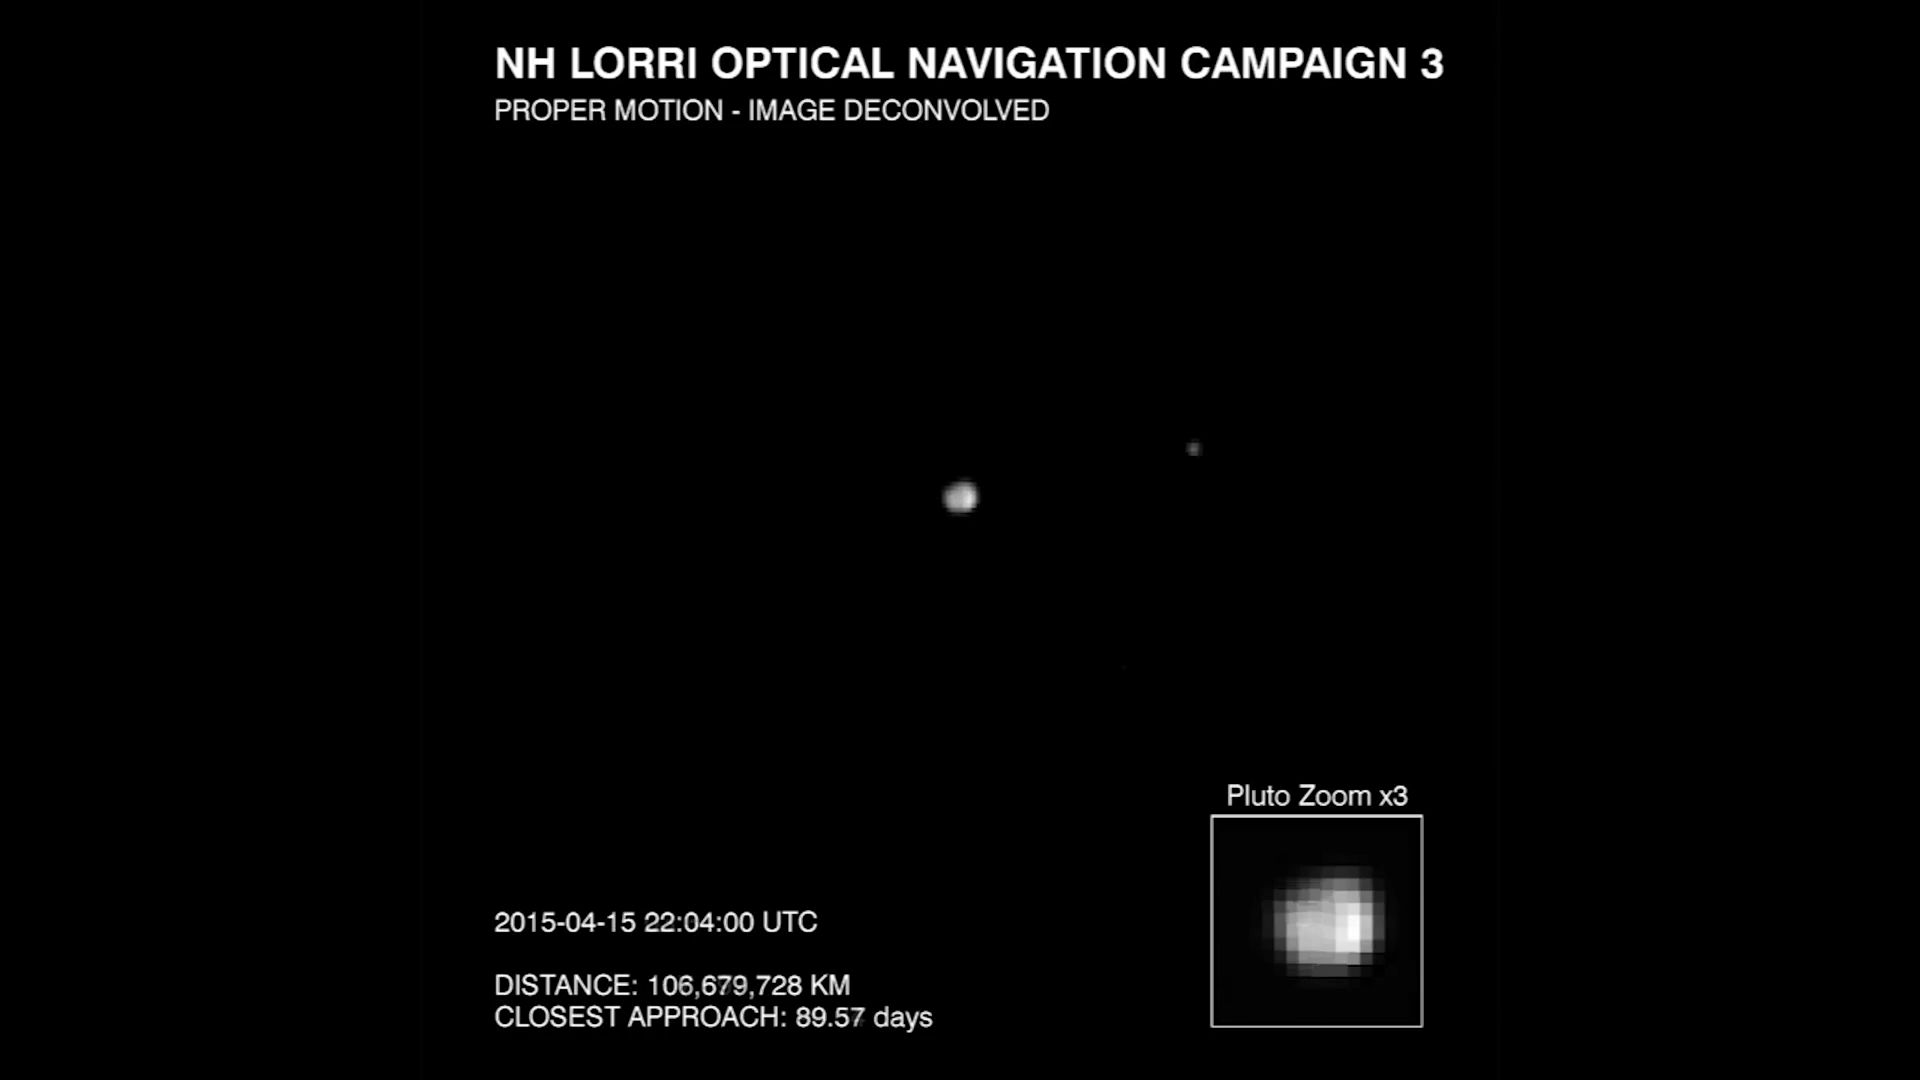 NH LORRI OPTICAL NAVIGATION CAMPAIGN 3
PROPER MOTION - IMAGE DECONVOLVED
Pluto Zoom x3
2015-04-15 22:04:00 UTC
DISTANCE: 106,679,728 KM
CLOSEST APPROACH: 89.57 days